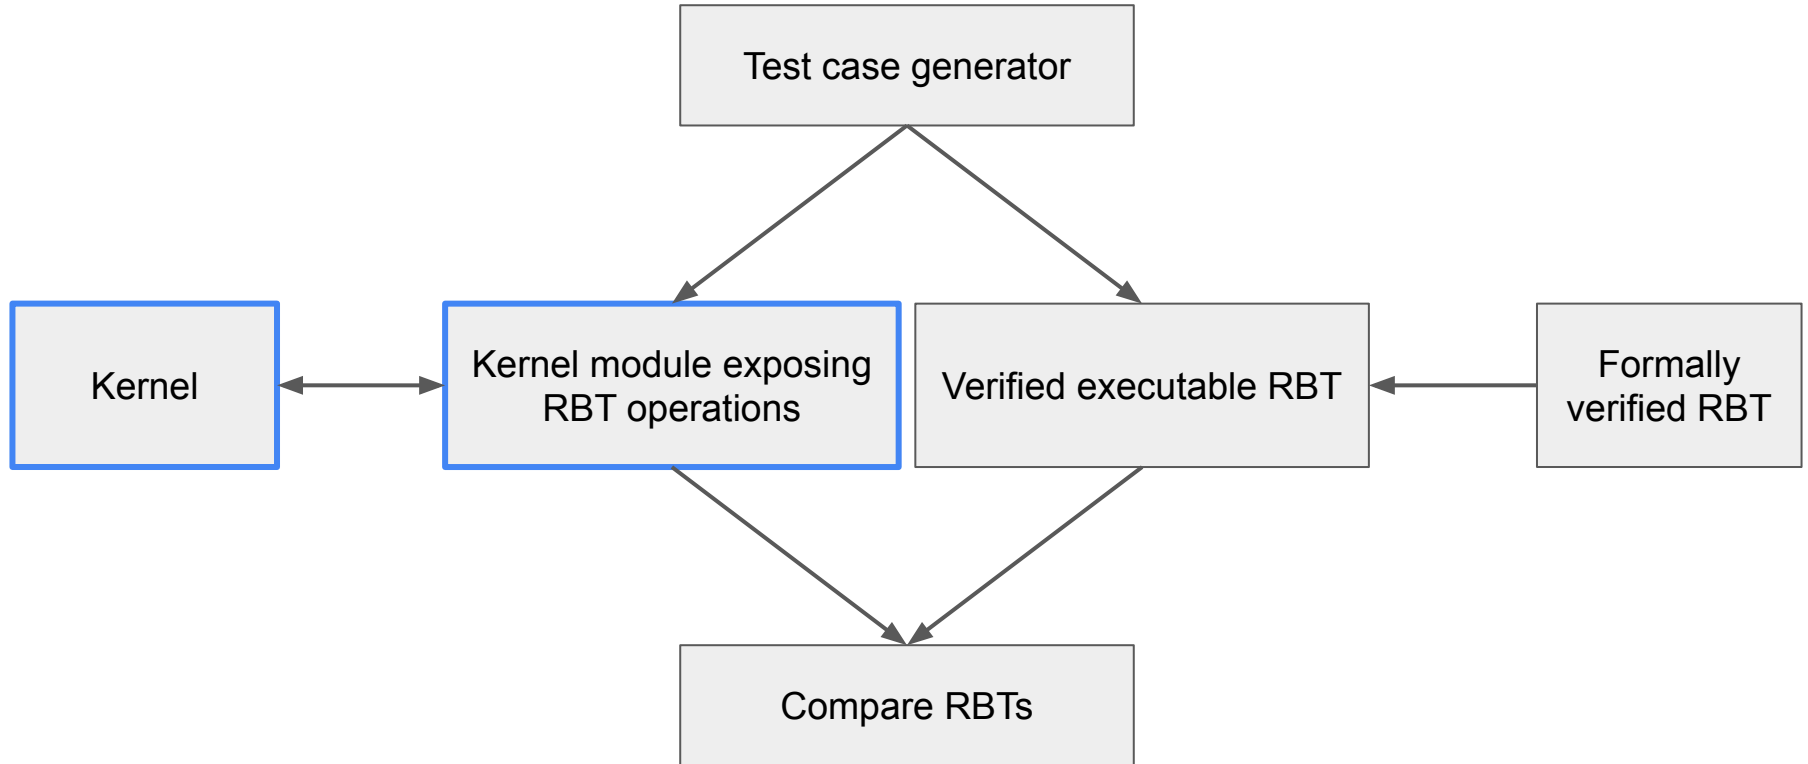 Test case generator
Kernel
Kernel module exposing
RBT operations
Verified executable RBT
Formally
verified RBT
Compare RBTs